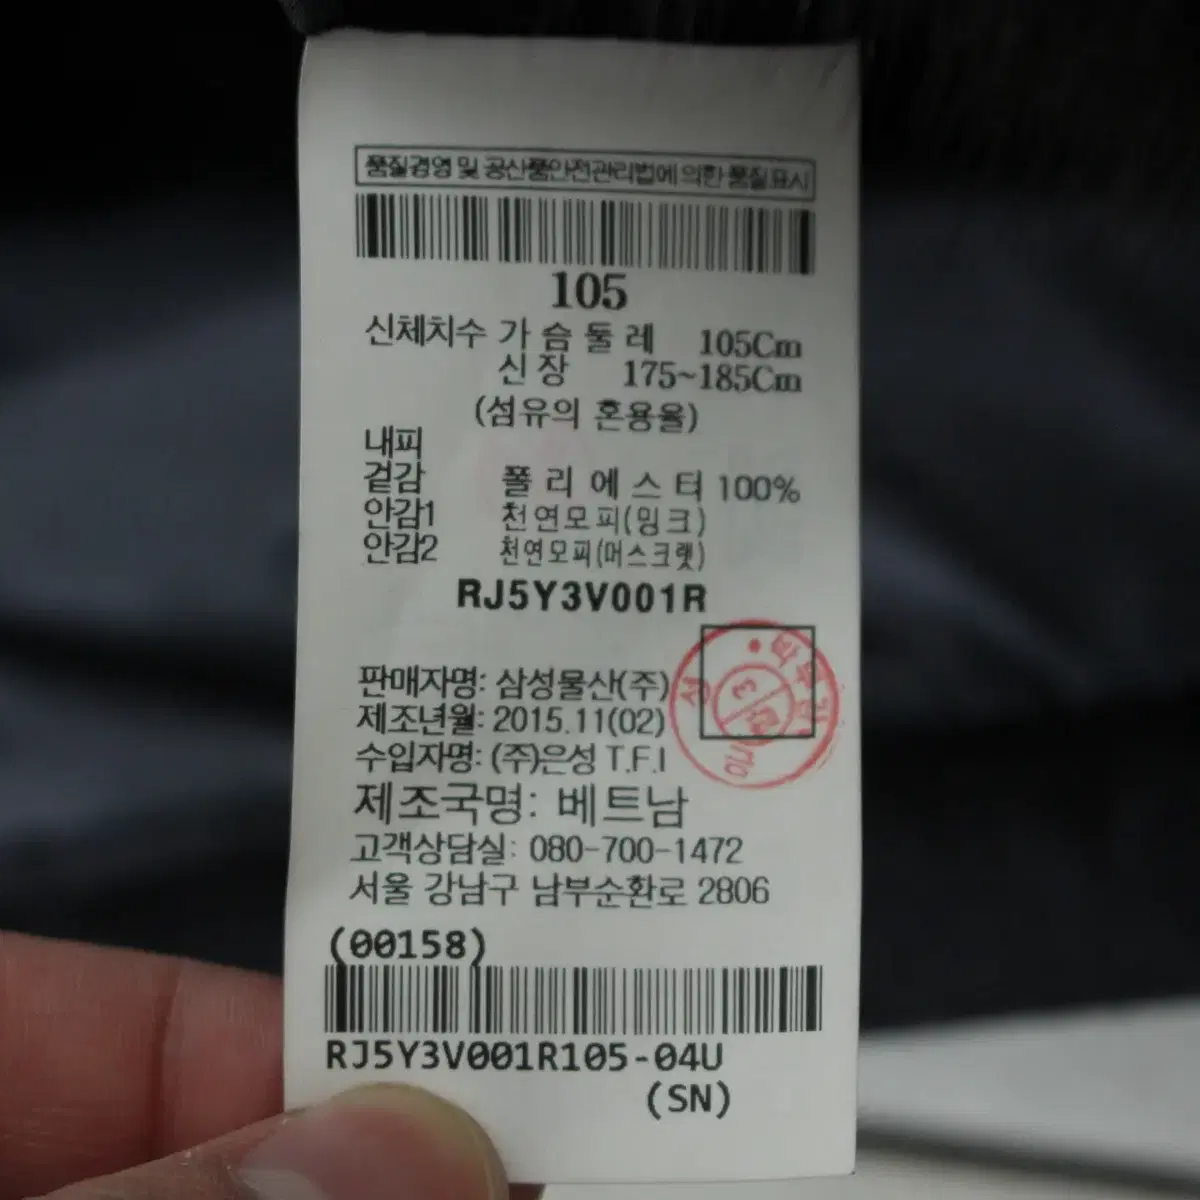 품질경영 및 공산품안전관리법에 의한 품질표시
105
신체치수 가 슴 둘 레 105Cm
신 장 175~185Cm
(섬유의 혼용율)
내피
겉감 폴 리 에 스 터 100%
안감1 천연모피(밍크)
안감2 천연모피(머스크랫)
RJ5Y3V001R
판매자명: 삼성물산(주)
제조년월: 2015.11(02)
수입자명: (주)은성 T.F.I
제조국명: 베트남
고객상담실: 080-700-1472
서울 강남구 남부순환로 2806
(00158)
RJ5Y3V001R105-04U
(SN)